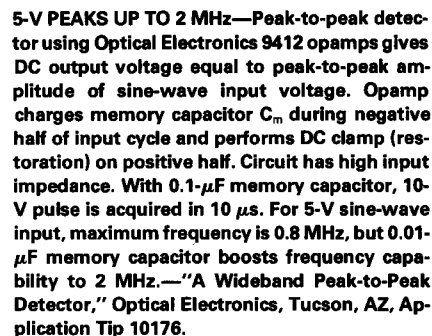 5-V PEAKS UP TO 2 MHz—Peak-to-peak detec-
tor using Optical Electronics 9412 opamps gives
DC output voltage equal to peak-to-peak am-
plitude of sine-wave input voltage. Opamp
charges memory capacitor Cm during negative
half of input cycle and performs DC clamp (res-
toration) on positive half. Circuit has high input
impedance. With 0.1-μF memory capacitor, 10-
V pulse is acquired in 10 μs. For 5-V sine-wave
input, maximum frequency is 0.8 MHz, but 0.01-
μF memory capacitor boosts frequency capa-
bility to 2 MHz.—"A Wideband Peak-to-Peak
Detector," Optical Electronics, Tucson, AZ, Ap-
plication Tip 10176.